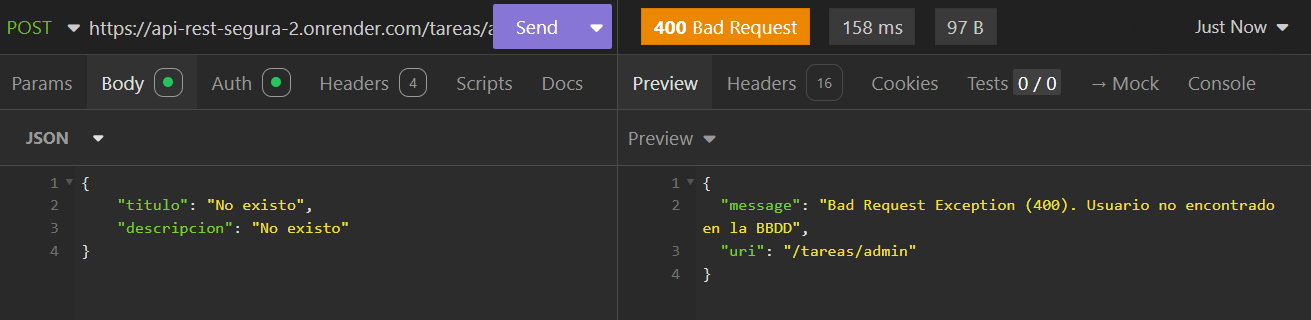 POST https://api-rest-segura-2.onrender.com/tareas/a Send 400 Bad Request 158 ms 97 B Just Now
Params Body Auth Headers 4 Scripts Docs Preview Headers 16 Cookies Tests 0 / 0 → Mock Console
JSON Preview
1 {
2 "titulo": "No existo",
3 "descripcion": "No existo"
4 }
1 {
2 "message": "Bad Request Exception (400). Usuario no encontrado
en la BBDD",
3 "uri": "/tareas/admin"
4 }